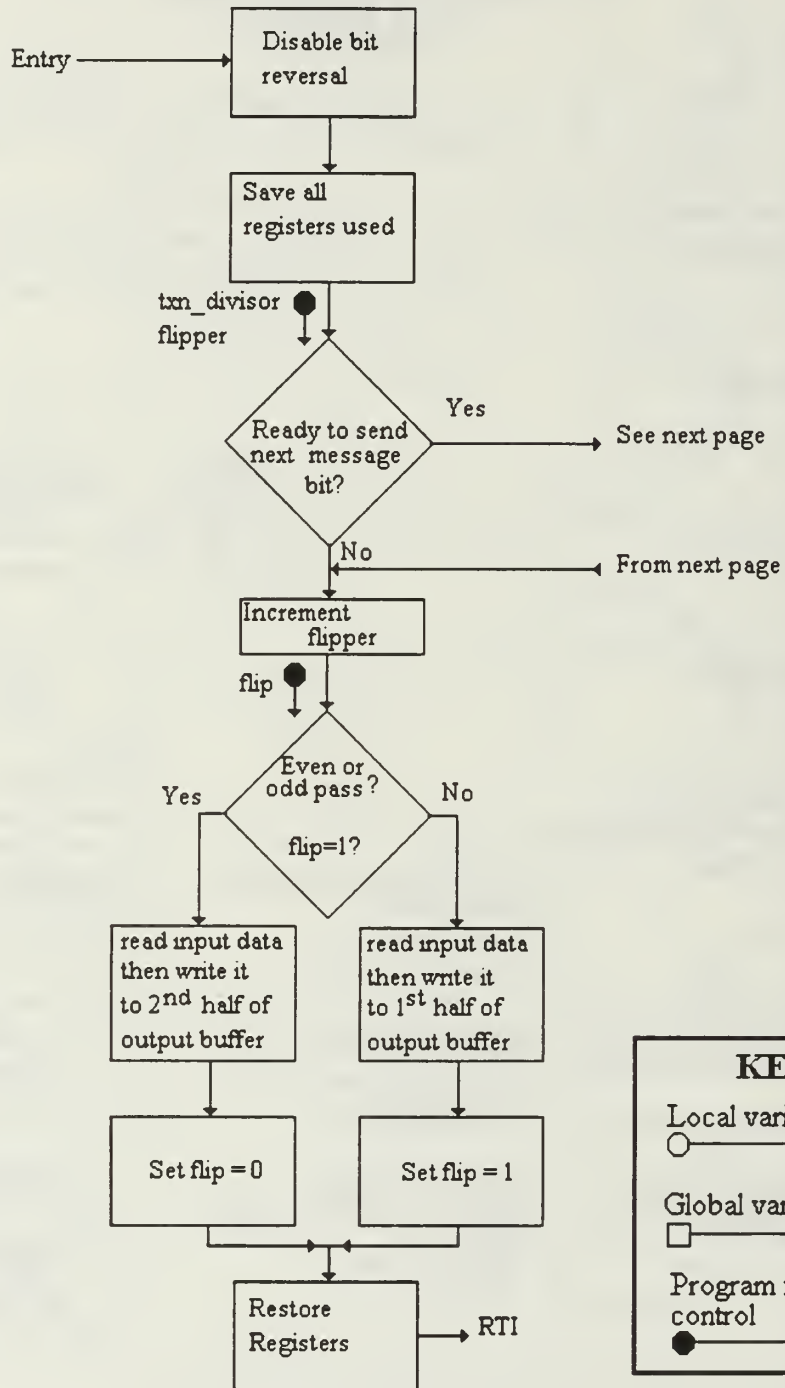 Entry
Disable bit
reversal
Save all
registers used
txn_divisor
flipper
Ready to send
next message
bit?
Yes
See next page
No
From next page
Increment
flipper
flip
Even or
odd pass?
flip=1?
Yes
No
read input data
then write it
to 2nd half of
output buffer
read input data
then write it
to 1st half of
output buffer
Set flip = 0
Set flip = 1
Restore
Registers
RTI
KE
Local vari
Global var
Program
control